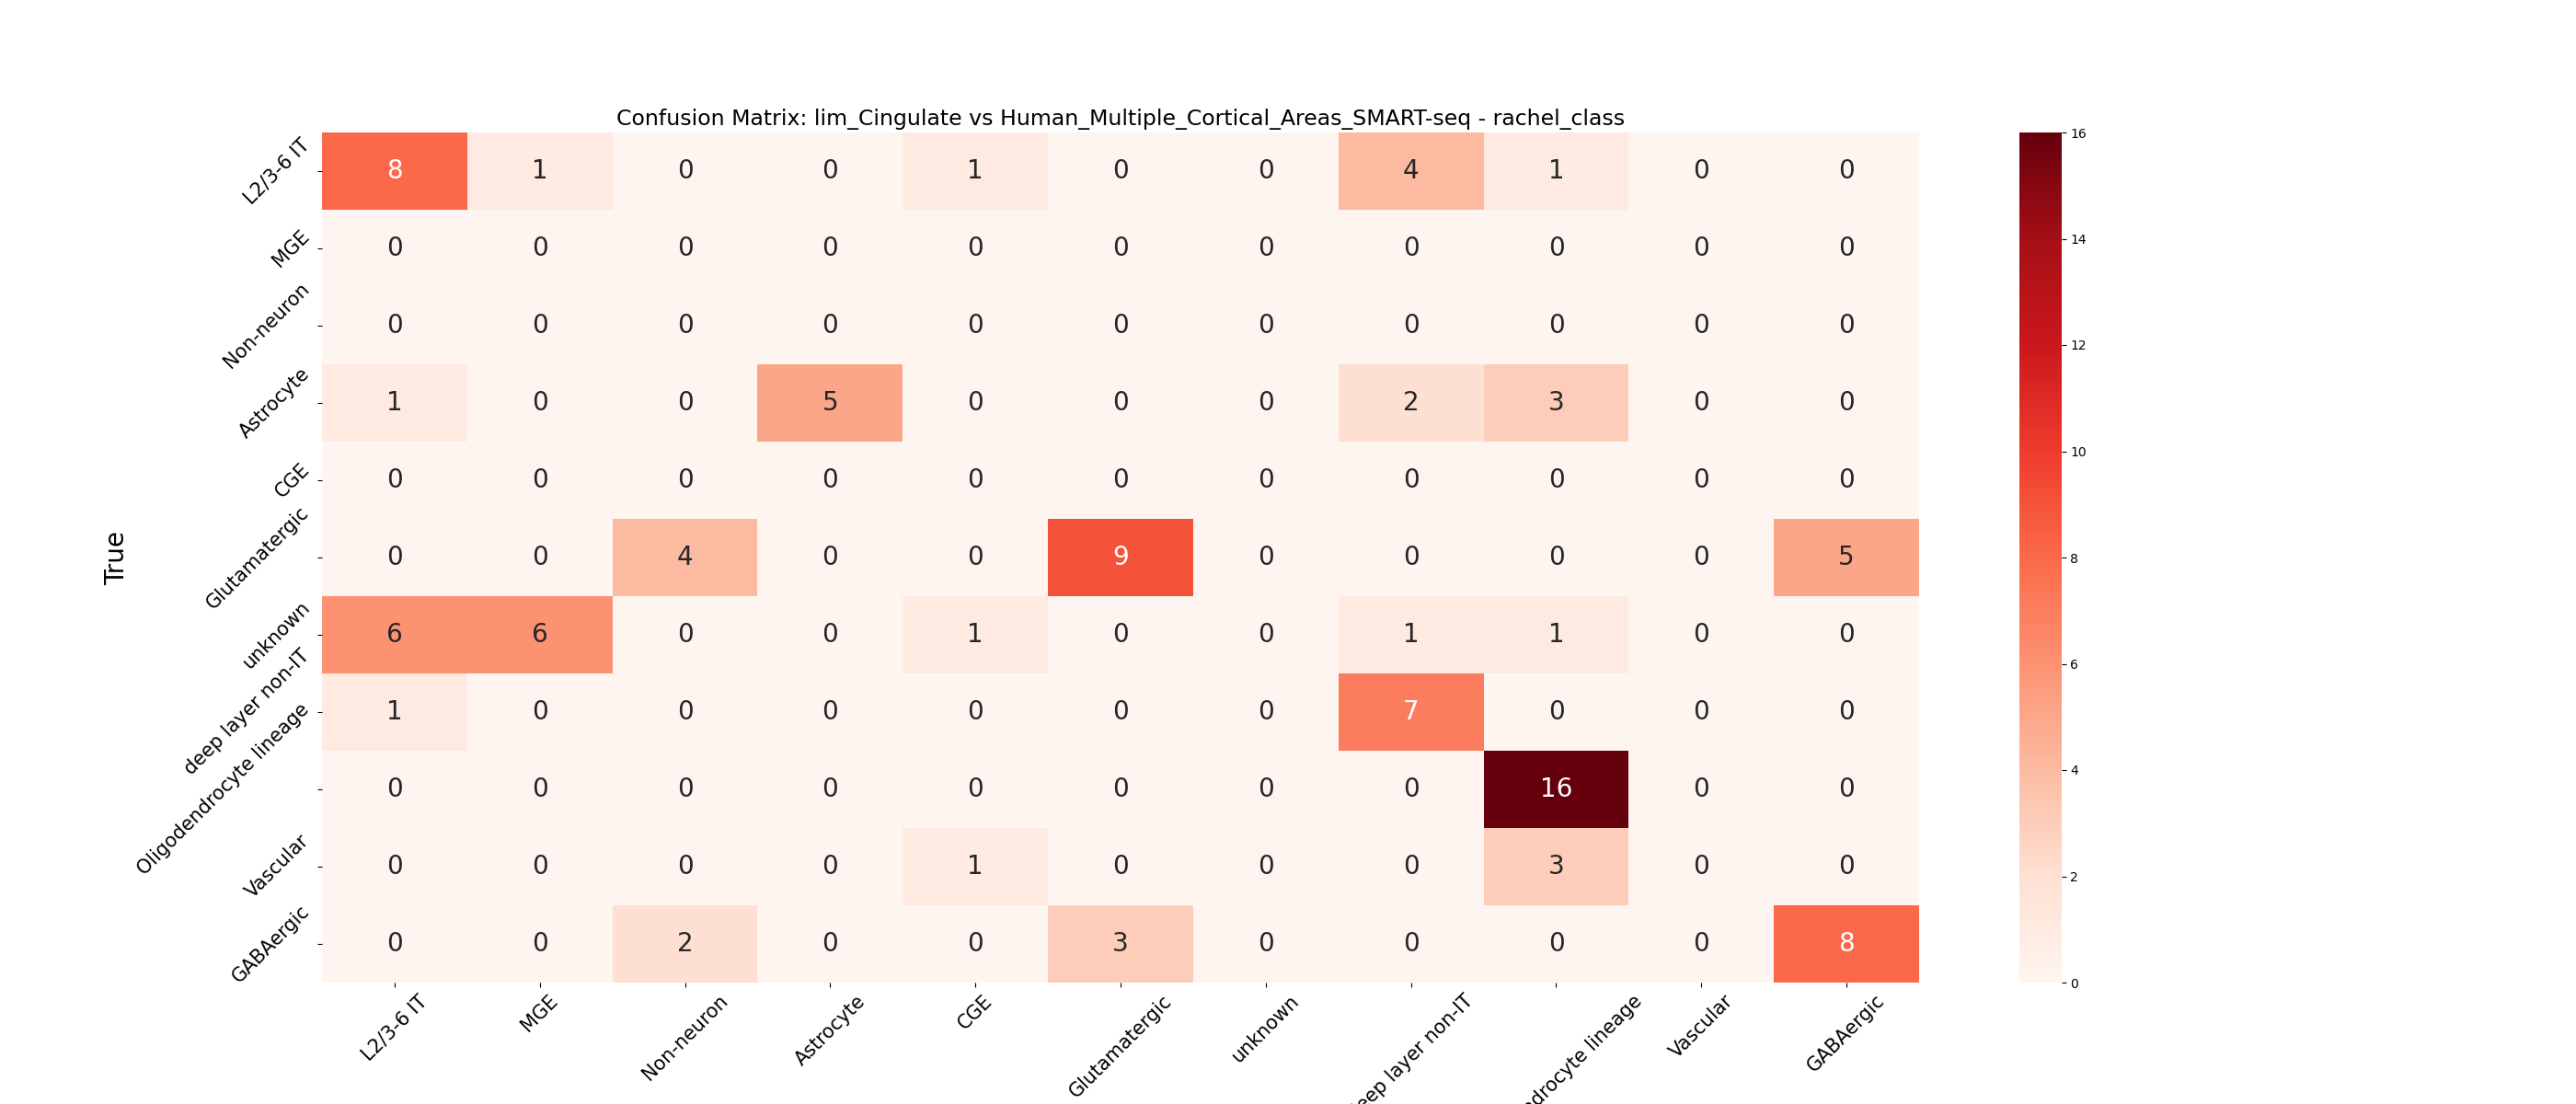 Confusion Matrix: lim_Cingulate vs Human_Multiple_Cortical_Areas_SMART-seq - rachel_class
True
L2/3-6 IT 8 1 0 0 1 0 0 4 1 0 0
MGE 0 0 0 0 0 0 0 0 0 0 0
Non-neuron 0 0 0 0 0 0 0 0 0 0 0
Astrocyte 1 0 0 5 0 0 0 2 3 0 0
CGE 0 0 0 0 0 0 0 0 0 0 0
Glutamatergic 0 0 4 0 0 9 0 0 0 0 5
unknown 6 6 0 0 1 0 0 1 1 0 0
deep layer non-IT 1 0 0 0 0 0 0 7 0 0 0
Oligodendrocyte lineage 0 0 0 0 0 0 0 0 16 0 0
Vascular 0 0 0 0 1 0 0 0 3 0 0
GABAergic 0 0 2 0 0 3 0 0 0 0 8
L2/3-6 IT MGE Non-neuron Astrocyte CGE Glutamatergic unknown eep layer non-IT drocyte lineage Vascular GABAergic
16
14
12
10
8
6
4
2
0